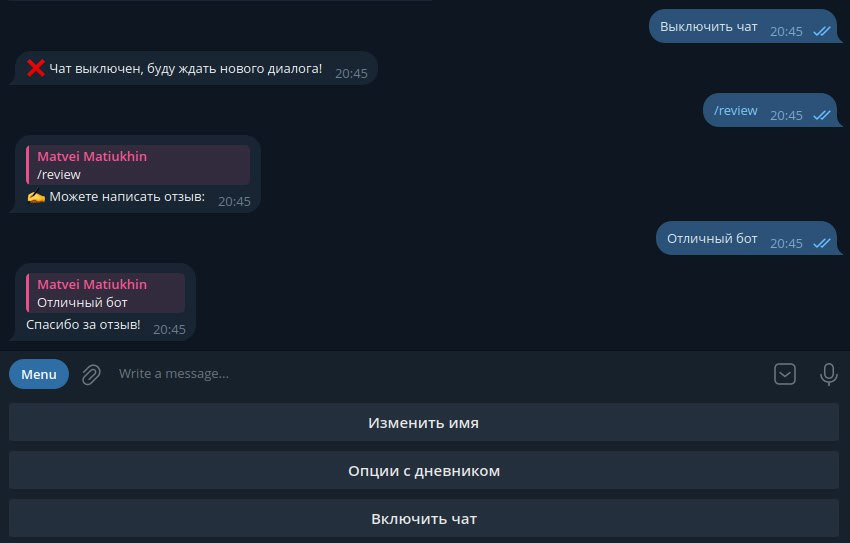 Выключить чат 20:45
❌ Чат выключен, буду ждать нового диалога! 20:45
/review 20:45
Matvei Matiukhin
/review
✍️ Можете написать отзыв: 20:45
Отличный бот 20:45
Matvei Matiukhin
Отличный бот
Спасибо за отзыв! 20:45
Menu Write a message...
Изменить имя
Опции с дневником
Включить чат